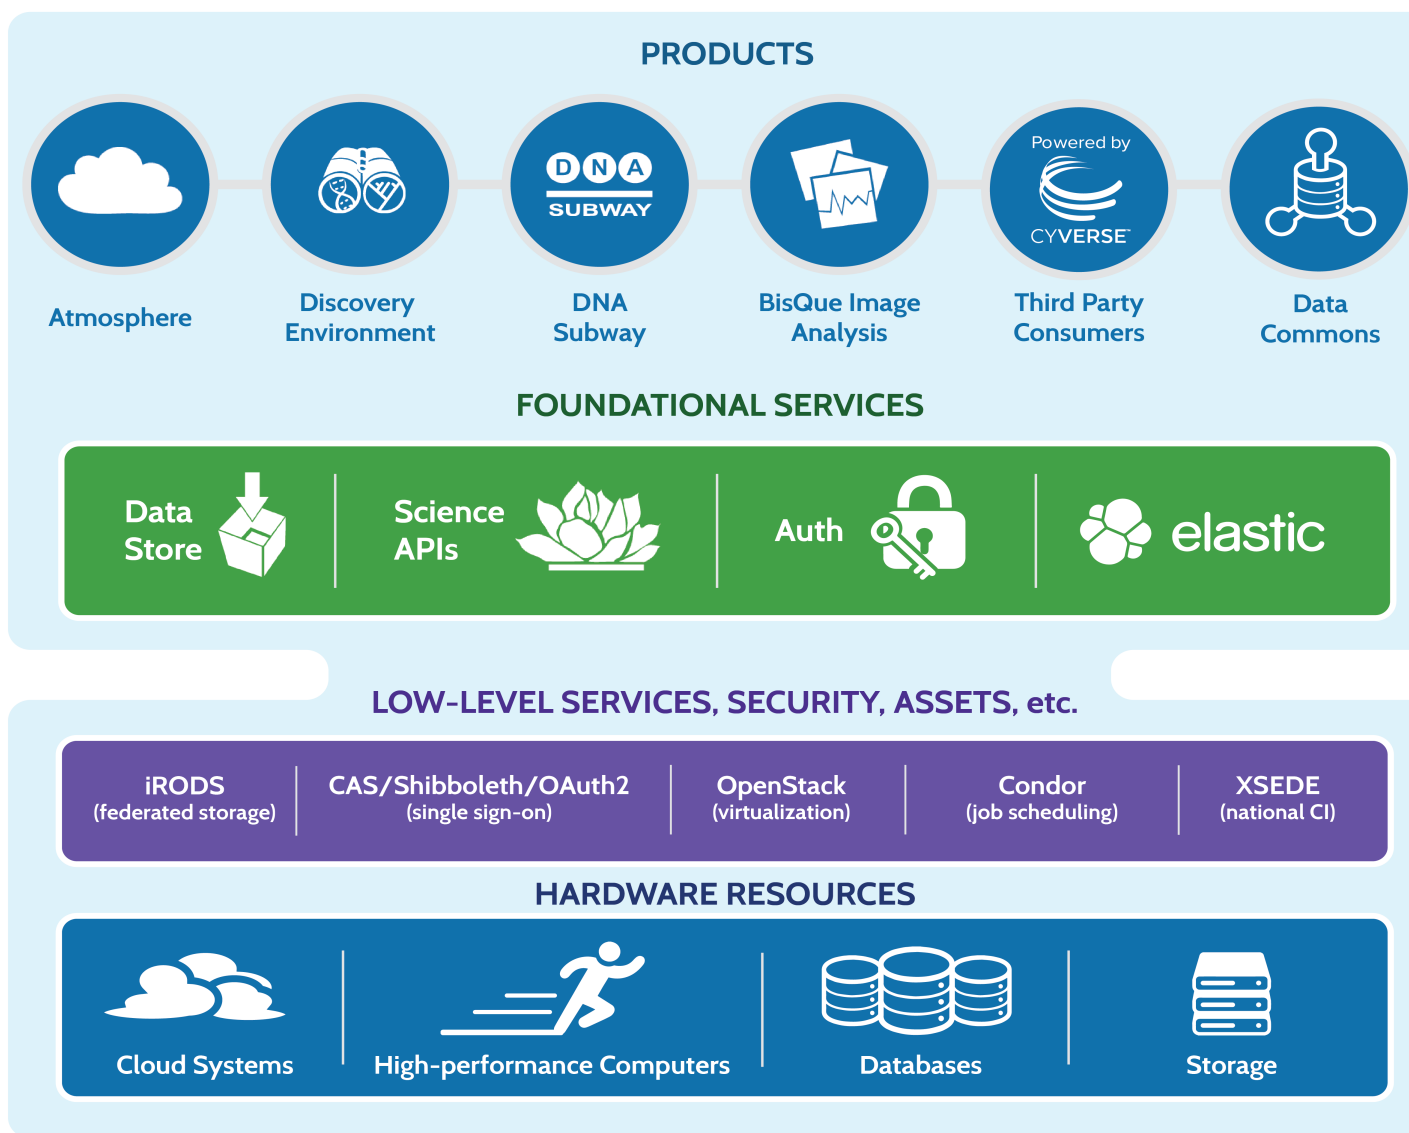 PRODUCTS
D N A
SUBWAY
Powered by
CYVERSE™
Atmosphere
Discovery
Environment
DNA
Subway
BisQue Image
Analysis
Third Party
Consumers
Data
Commons
FOUNDATIONAL SERVICES
Data
Store
Science
APIs
Auth
elastic
LOW-LEVEL SERVICES, SECURITY, ASSETS, etc.
iRODS
(federated storage)
CAS/Shibboleth/OAuth2
(single sign-on)
OpenStack
(virtualization)
Condor
(job scheduling)
XSEDE
(national CI)
HARDWARE RESOURCES
Cloud Systems
High-performance Computers
Databases
Storage